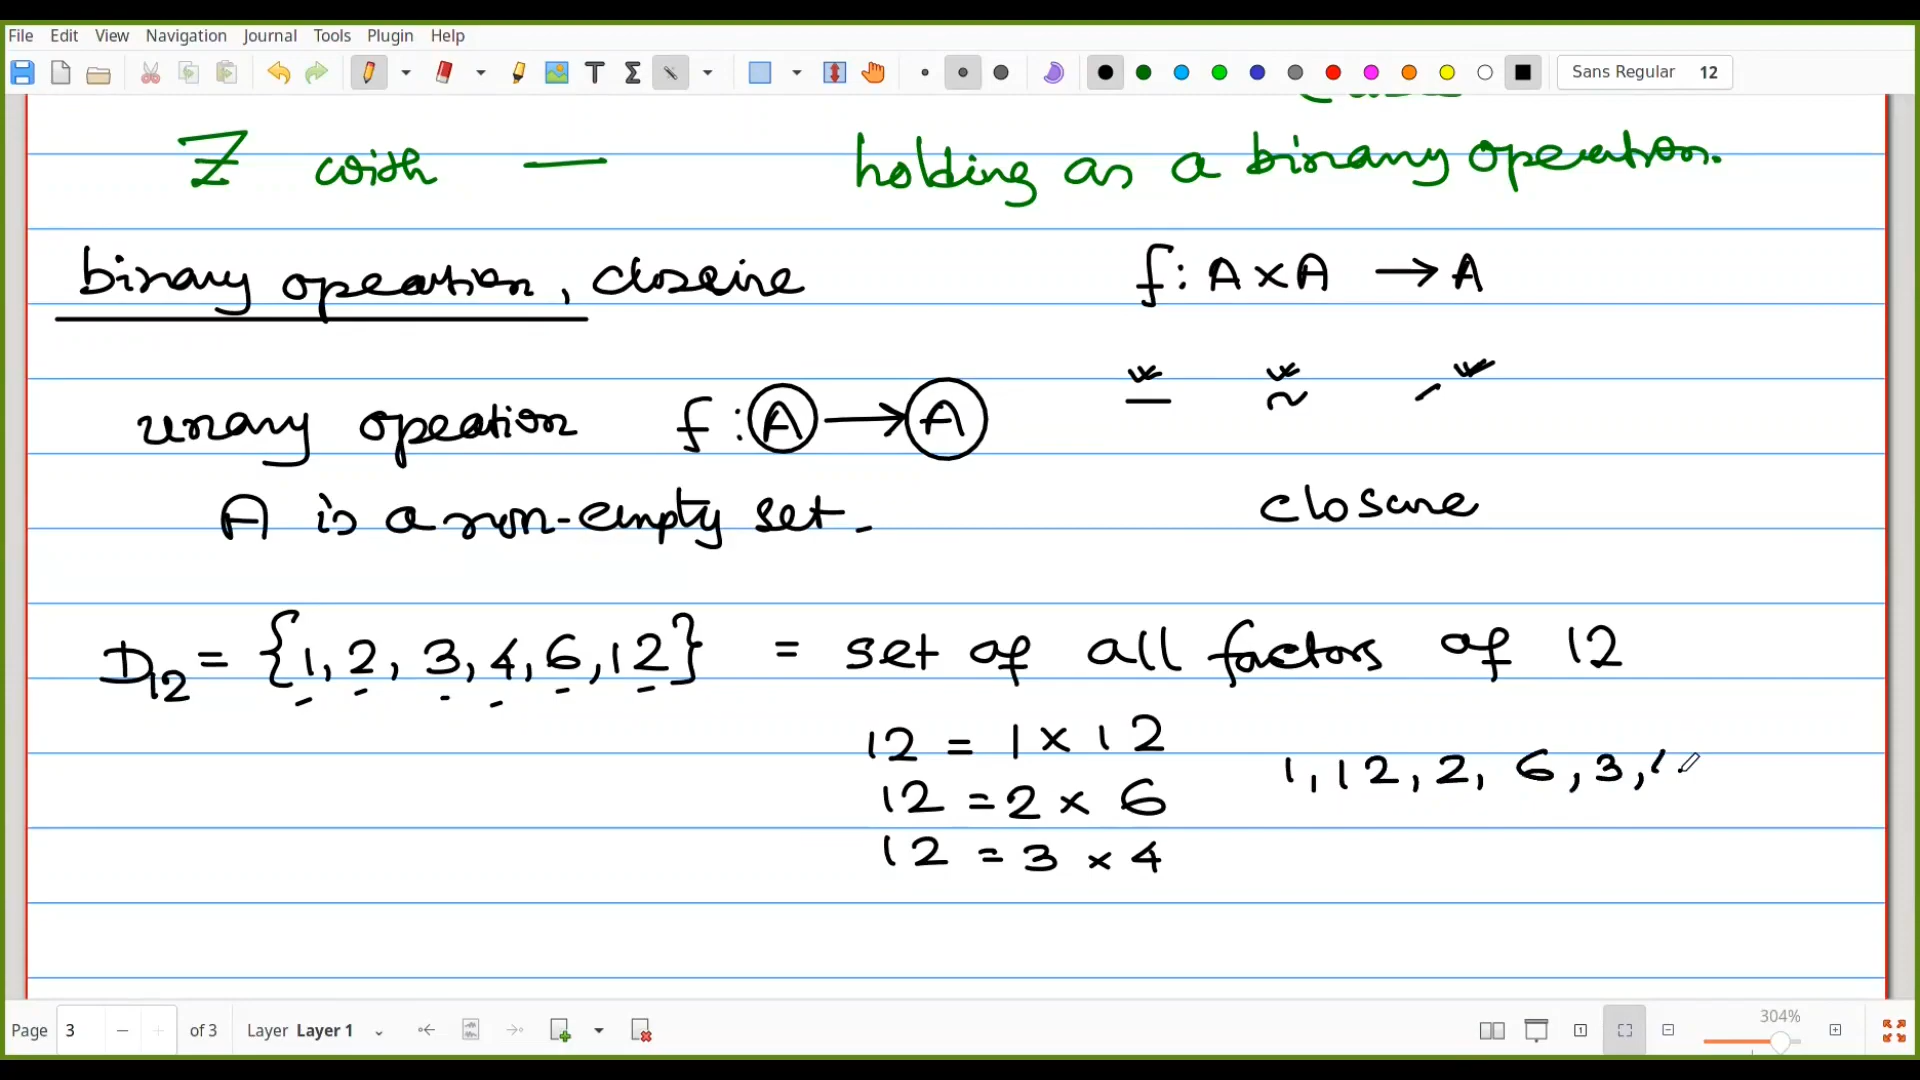 File Edit View Navigation Journal Tools Plugin Help
Sans Regular 12
Z with — holding as a binary operation.
binary opeation, closure f: A x A → A
unary opeation f: A → A
A is a non-empty set. closure
D12 = {1, 2, 3, 4, 6, 12} = set of all factors of 12
12 = 1 x 12
1, 12, 2, 6, 3,
12 = 2 x 6
12 = 3 x 4
Page 3 of 3 Layer Layer 1 304%